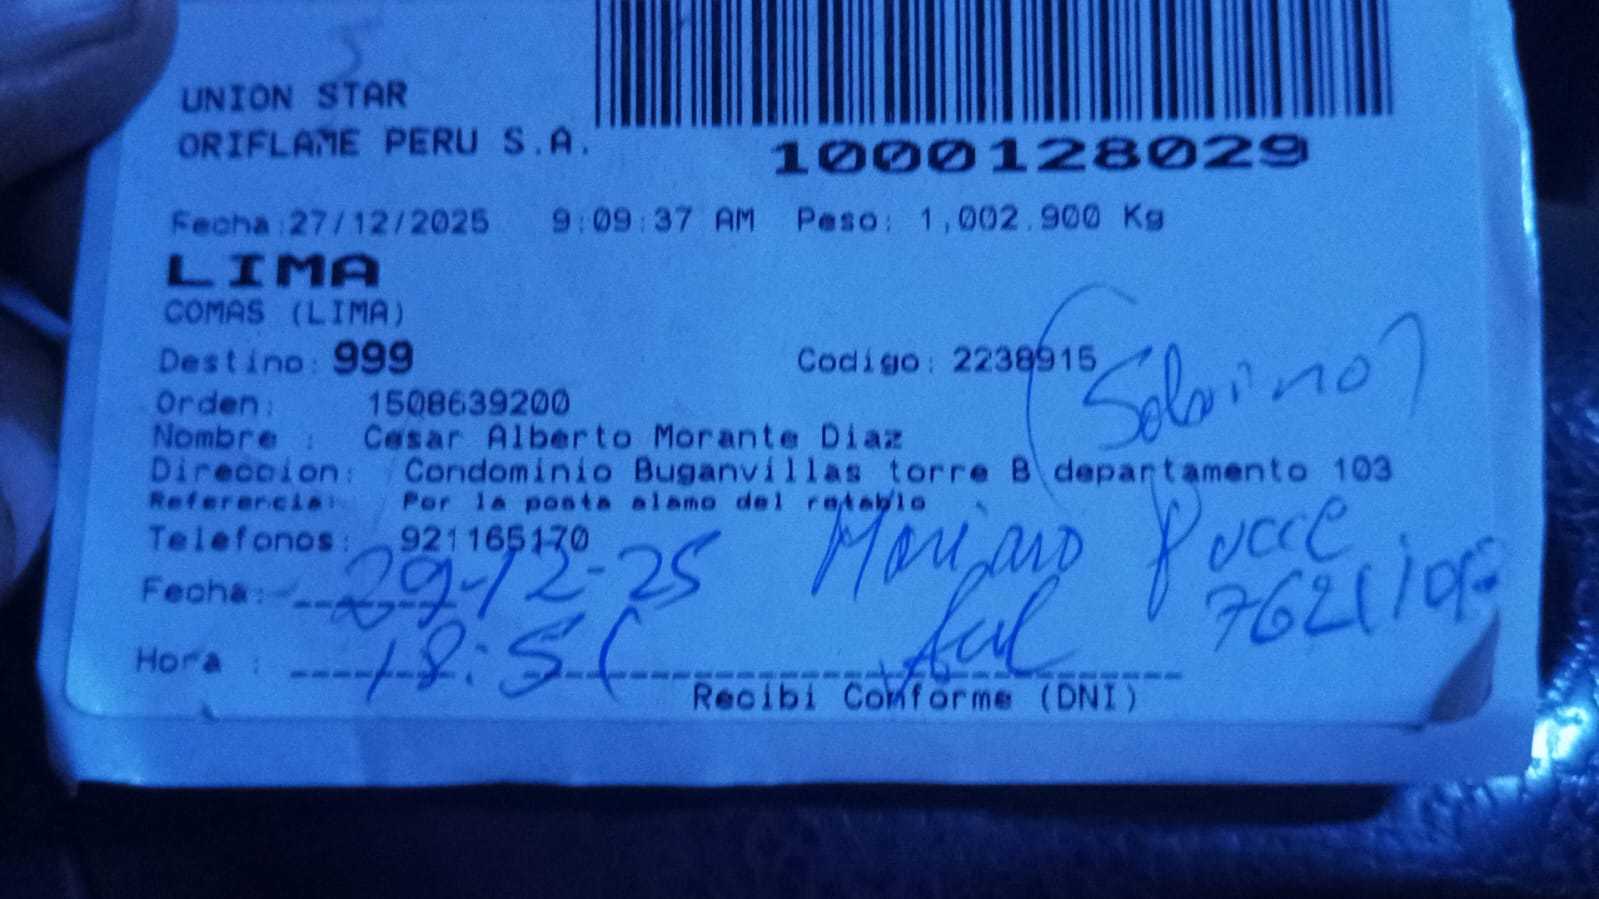 UNION STAR
ORIFLAME PERU S.A.
1000128029
Fecha:27/12/2025 9:09:37 AM Peso: 1,002.900 Kg
LIMA
COMAS (LIMA)
Destino: 999 Codigo: 2238915
(Sobrino)
Orden: 1508639200
Nombre : Cesar Alberto Morante Diaz
Direccion: Condominio Buganvillas torre B departamento 103
Referencia: Por la posta alamo del retablo
Telefonos: 921165170
Mariano
Fecha: 29-12-25
Hora : 18:51
Recibi Conforme (DNI)